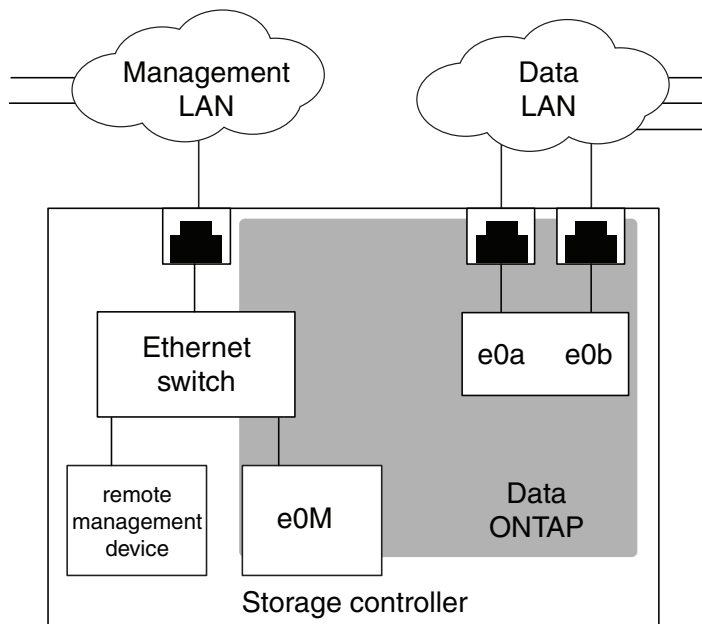 Management
LAN
Data
LAN
Ethernet
switch
e0a e0b
remote
management
device
e0M
Data
ONTAP
Storage controller